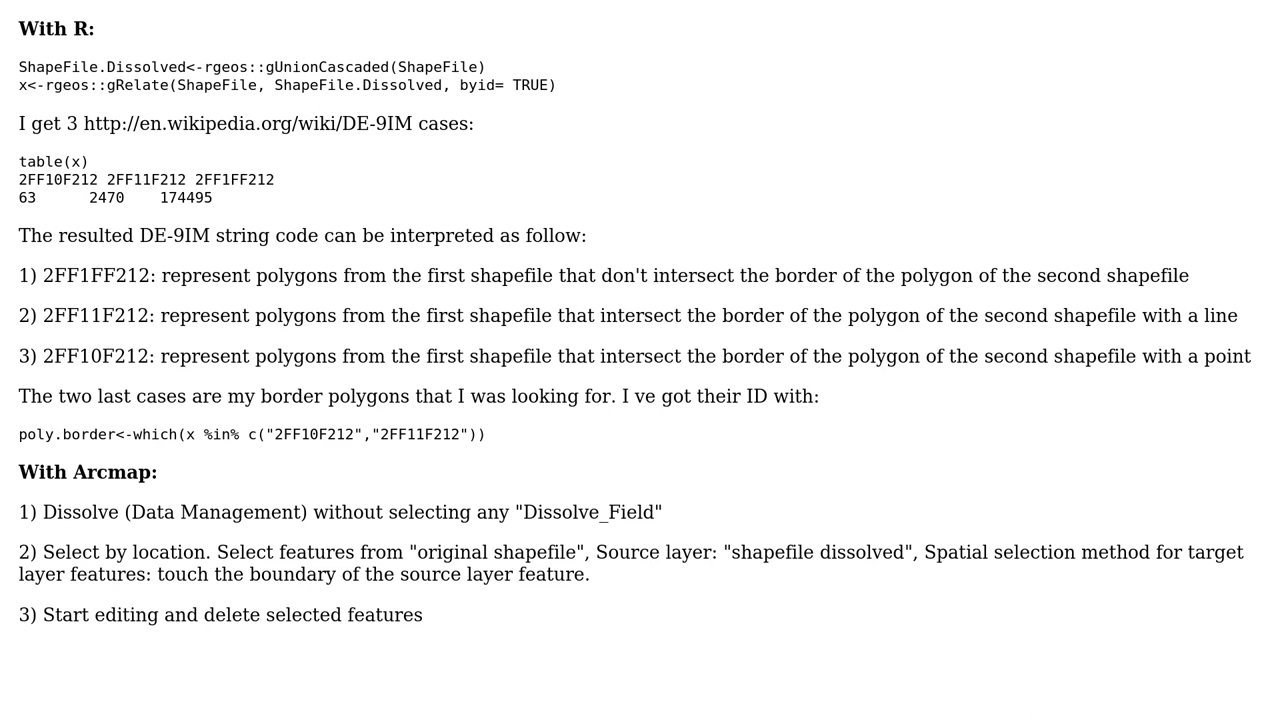 With R:
ShapeFile.Dissolved<-rgeos::gUnionCascaded(ShapeFile)
x<-rgeos::gRelate(ShapeFile, ShapeFile.Dissolved, byid= TRUE)
I get 3 http://en.wikipedia.org/wiki/DE-9IM cases:
table(x)
2FF10F212 2FF11F212 2FF1FF212
63      2470    174495
The resulted DE-9IM string code can be interpreted as follow:
1) 2FF1FF212: represent polygons from the first shapefile that don't intersect the border of the polygon of the second shapefile
2) 2FF11F212: represent polygons from the first shapefile that intersect the border of the polygon of the second shapefile with a line
3) 2FF10F212: represent polygons from the first shapefile that intersect the border of the polygon of the second shapefile with a point
The two last cases are my border polygons that I was looking for. I ve got their ID with:
poly.border<-which(x %in% c("2FF10F212","2FF11F212"))
With Arcmap:
1) Dissolve (Data Management) without selecting any "Dissolve_Field"
2) Select by location. Select features from "original shapefile", Source layer: "shapefile dissolved", Spatial selection method for target
layer features: touch the boundary of the source layer feature.
3) Start editing and delete selected features